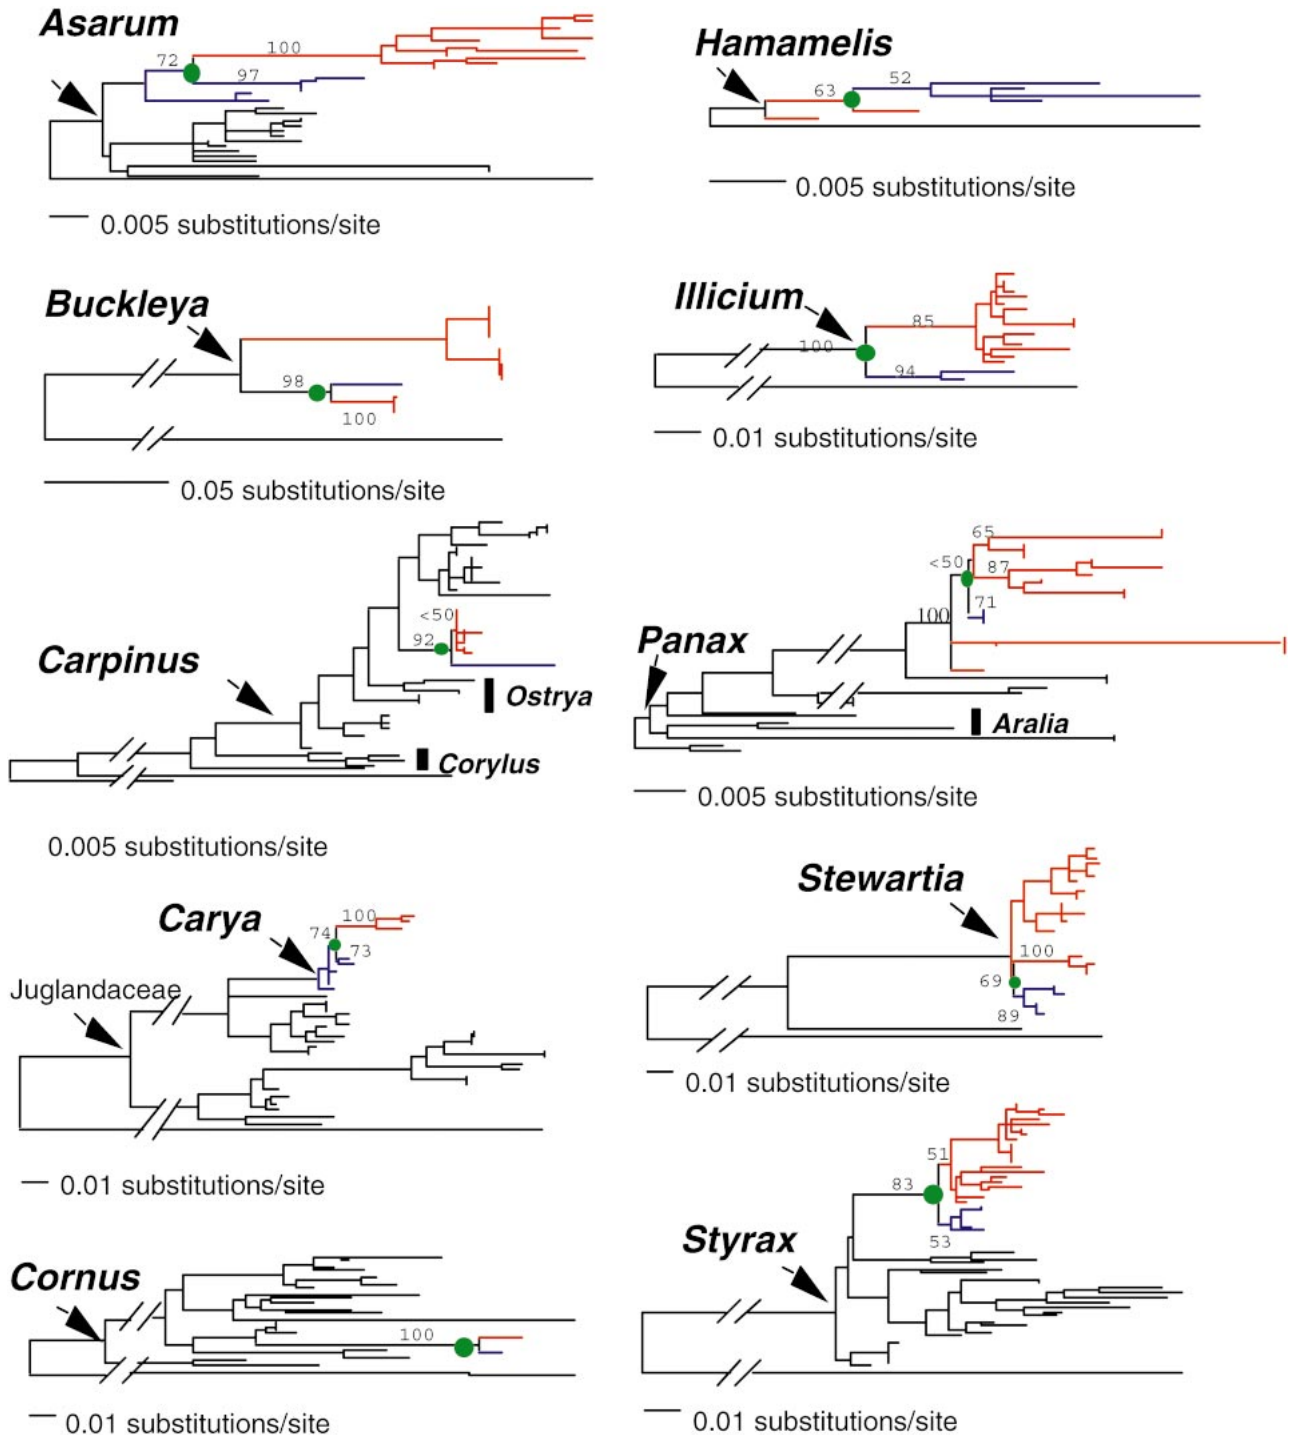 Asarum
72
100
97
0.005 substitutions/site
Hamamelis
63
52
0.005 substitutions/site
Buckleya
98
100
0.05 substitutions/site
Illicium
85
100
94
0.01 substitutions/site
Carpinus
<50
92
Ostrya
Corylus
0.005 substitutions/site
Panax
65
<50
87
71
100
Aralia
0.005 substitutions/site
Carya
100
74
73
Juglandaceae
0.01 substitutions/site
Stewartia
100
69
89
0.01 substitutions/site
Cornus
100
0.01 substitutions/site
Styrax
51
83
53
0.01 substitutions/site